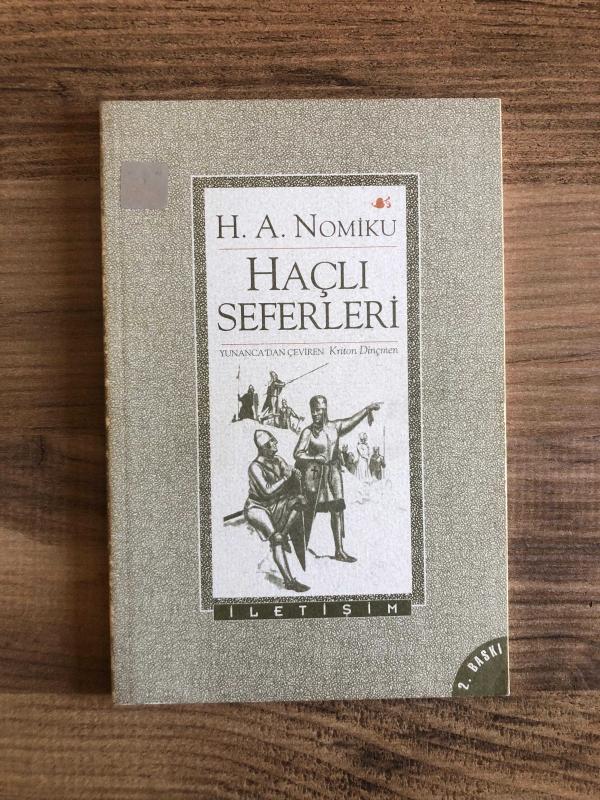 H. A. NOMİKU
HAÇLI
SEFERLERİ
YUNANCA'DAN ÇEVİREN Kriton Dinçmen
İLETİŞİM
2. BASKI